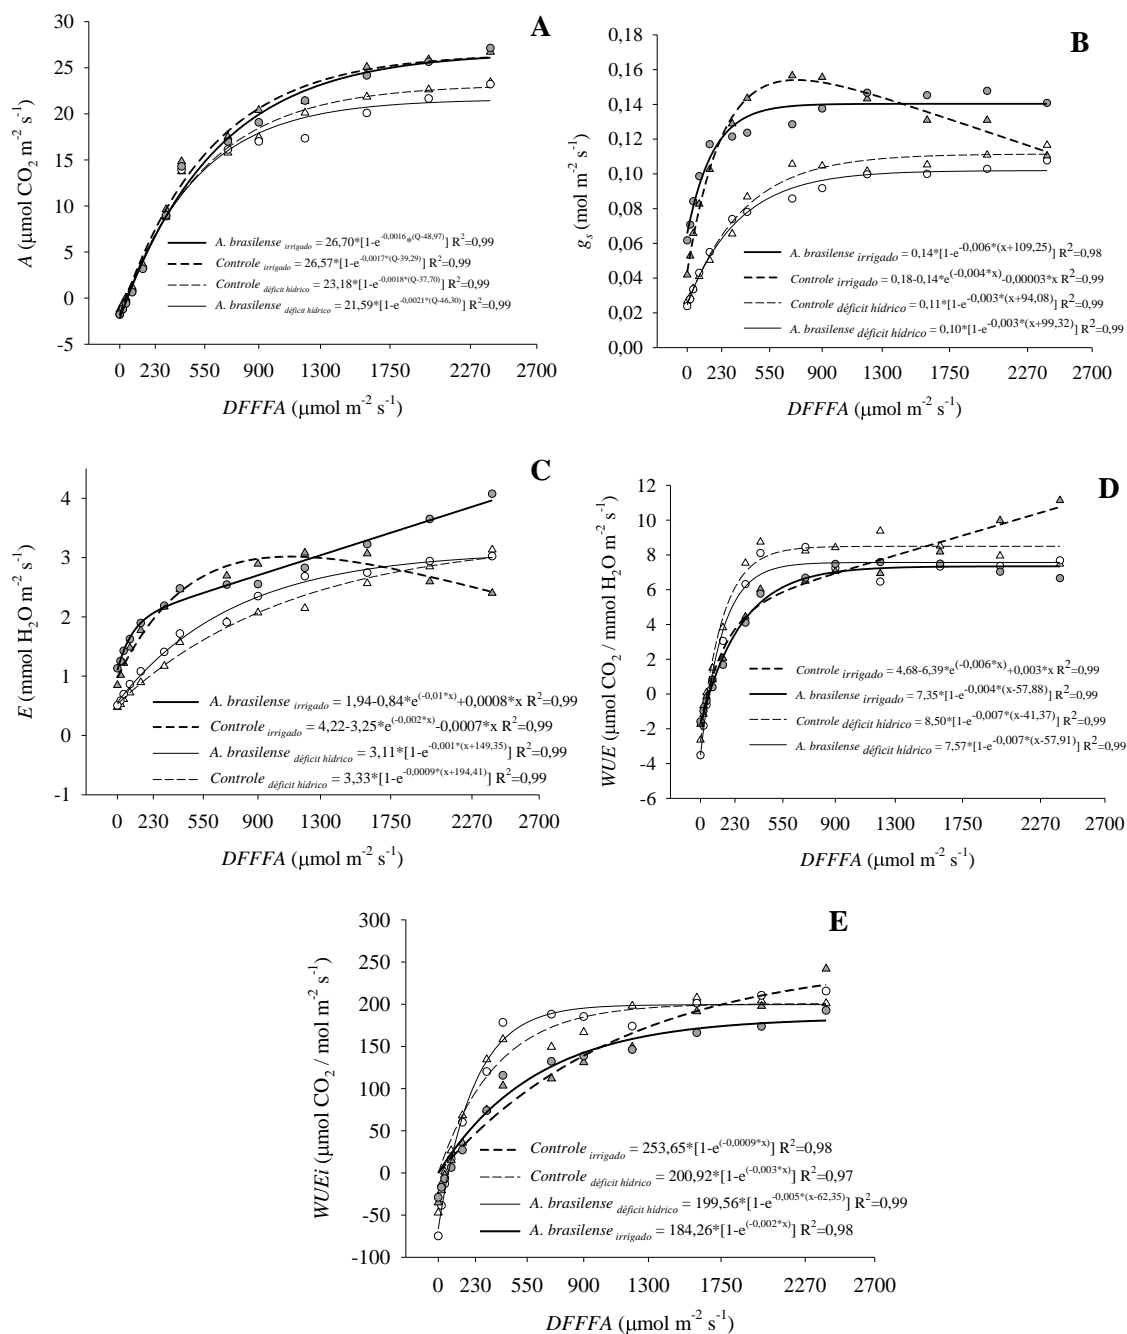 A
30
25
20
15
10
5
0
-5
A (µmol CO2 m-2 s-1)
A. brasilense irrigado = 26,70*[1-e-0,0016*(Q-48,97)] R2=0,99
Controle irrigado = 26,57*[1-e-0,0017*(Q-39,29)] R2=0,99
Controle déficit hídrico = 23,18*[1-e-0,0018*(Q-37,70)] R2=0,99
A. brasilense déficit hídrico = 21,59*[1-e-0,0021*(Q-46,30)] R2=0,99
0 230 550 900 1300 1750 2270 2700
DFFFA (µmol m-2 s-1)
B
0,18
0,16
0,14
0,12
0,10
0,08
0,06
0,04
0,02
0,00
gs (mol m-2 s-1)
A. brasilense irrigado = 0,14*[1-e-0,006*(x+109,25)] R2=0,98
Controle irrigado = 0,18-0,14*e(-0,004*x)-0,00003*x R2=0,99
Controle déficit hídrico = 0,11*[1-e-0,003*(x+94,08)] R2=0,99
A. brasilense déficit hídrico = 0,10*[1-e-0,003*(x+99,32)] R2=0,99
0 230 550 900 1300 1750 2270 2700
DFFFA (µmol m-2 s-1)
C
4
3
2
1
0
-1
E (mmol H2O m-2 s-1)
A. brasilense irrigado = 1,94-0,84*e(-0,01*x)+0,0008*x R2=0,99
Controle irrigado = 4,22-3,25*e(-0,002*x)-0,0007*x R2=0,99
A. brasilense déficit hídrico = 3,11*[1-e-0,001*(x+149,35)] R2=0,99
Controle déficit hídrico = 3,33*[1-e-0,0009*(x+194,41)] R2=0,99
0 230 550 900 1300 1750 2270 2700
DFFFA (µmol m-2 s-1)
D
12
10
8
6
4
2
0
-2
-4
-6
WUE (µmol CO2 / mmol H2O m-2 s-1)
Controle irrigado = 4,68-6,39*e(-0,006*x)+0,003*x R2=0,99
A. brasilense irrigado = 7,35*[1-e-0,004*(x-57,88)] R2=0,99
Controle déficit hídrico = 8,50*[1-e-0,007*(x-41,37)] R2=0,99
A. brasilense déficit hídrico = 7,57*[1-e-0,007*(x-57,91)] R2=0,99
0 230 550 900 1300 1750 2270 2700
DFFFA (µmol m-2 s-1)
E
300
250
200
150
100
50
0
-50
-100
WUEi (µmol CO2 / mol m-2 s-1)
Controle irrigado = 253,65*[1-e(-0,0009*x)] R2=0,98
Controle déficit hídrico = 200,92*[1-e(-0,003*x)] R2=0,97
A. brasilense déficit hídrico = 199,56*[1-e-0,005*(x-62,35)] R2=0,99
A. brasilense irrigado = 184,26*[1-e(-0,002*x)] R2=0,98
0 230 550 900 1300 1750 2270 2700
DFFFA (µmol m-2 s-1)